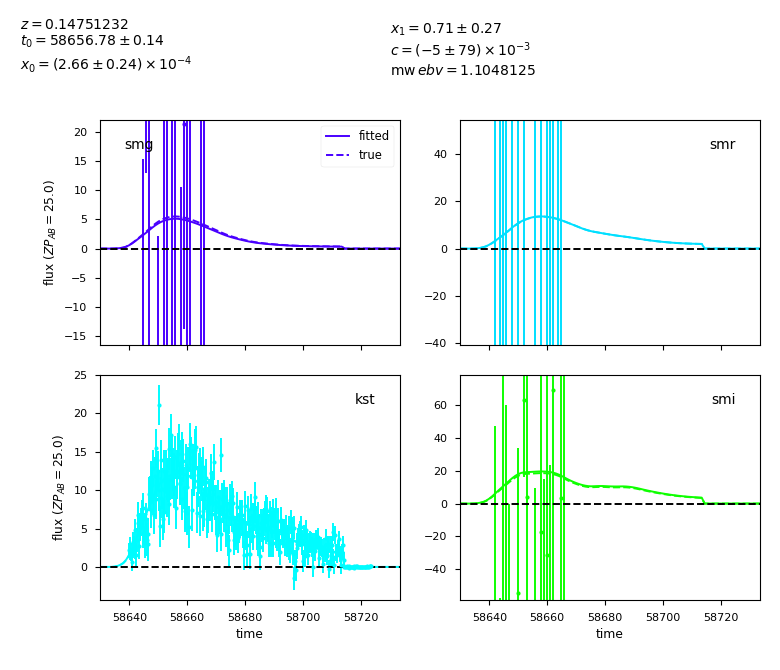 z = 0.14751232
t₀ = 58656.78 ± 0.14
x₀ = (2.66 ± 0.24) × 10⁻⁴
x₁ = 0.71 ± 0.27
c = (−5 ± 79) × 10⁻³
mw ebv = 1.1048125
smg
fitted
true
20
15
10
5
0
−5
−10
−15
flux (ZP_AB = 25.0)
smr
40
20
0
−20
−40
kst
25
20
15
10
5
0
flux (ZP_AB = 25.0)
58640 58660 58680 58700 58720
time
smi
60
40
20
0
−20
−40
58640 58660 58680 58700 58720
time